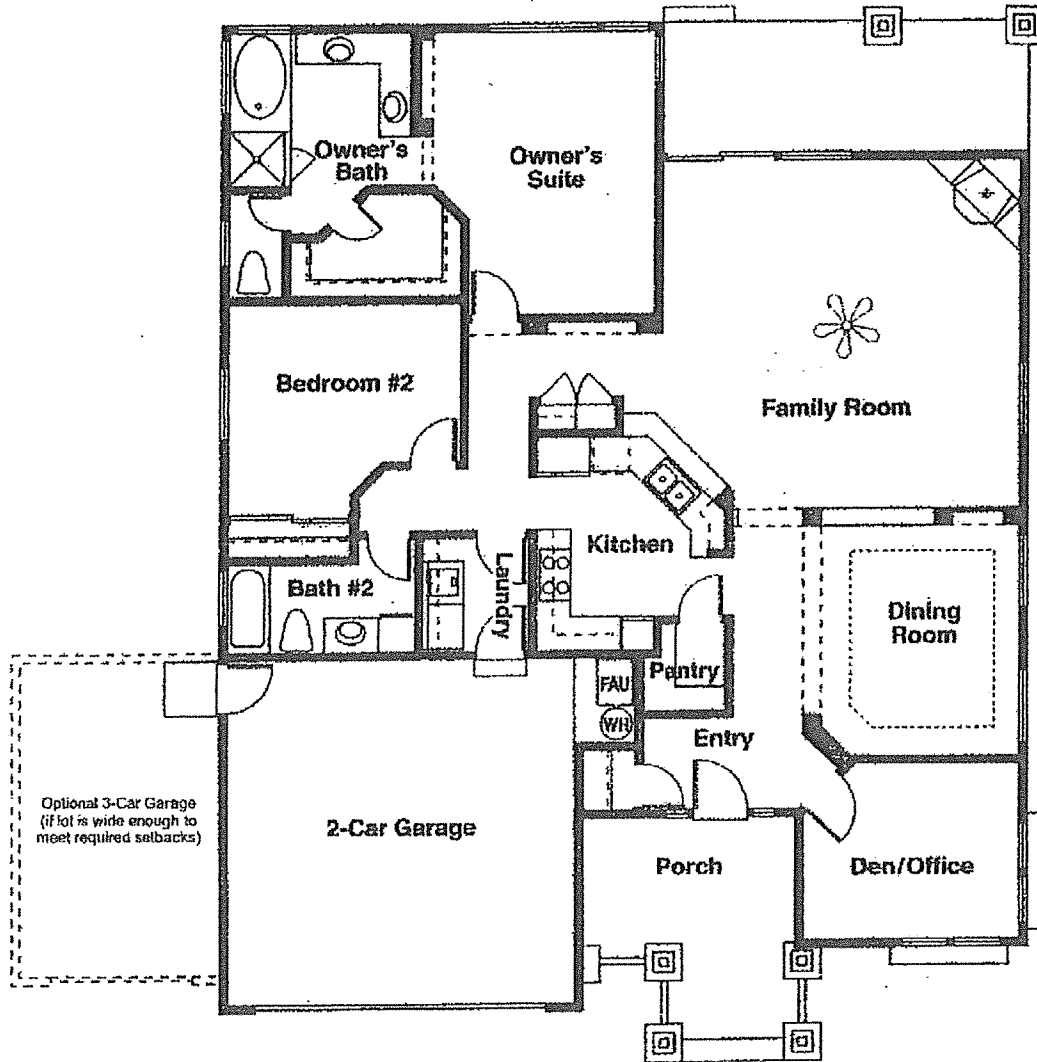 Owner's
Bath
Owner's
Suite
Bedroom #2
Family Room
Kitchen
Laundry
Bath #2
Dining
Room
Pantry
FAU
WH
Entry
Optional 3-Car Garage
(if lot is wide enough to
meet required setbacks)
2-Car Garage
Porch
Den/Office